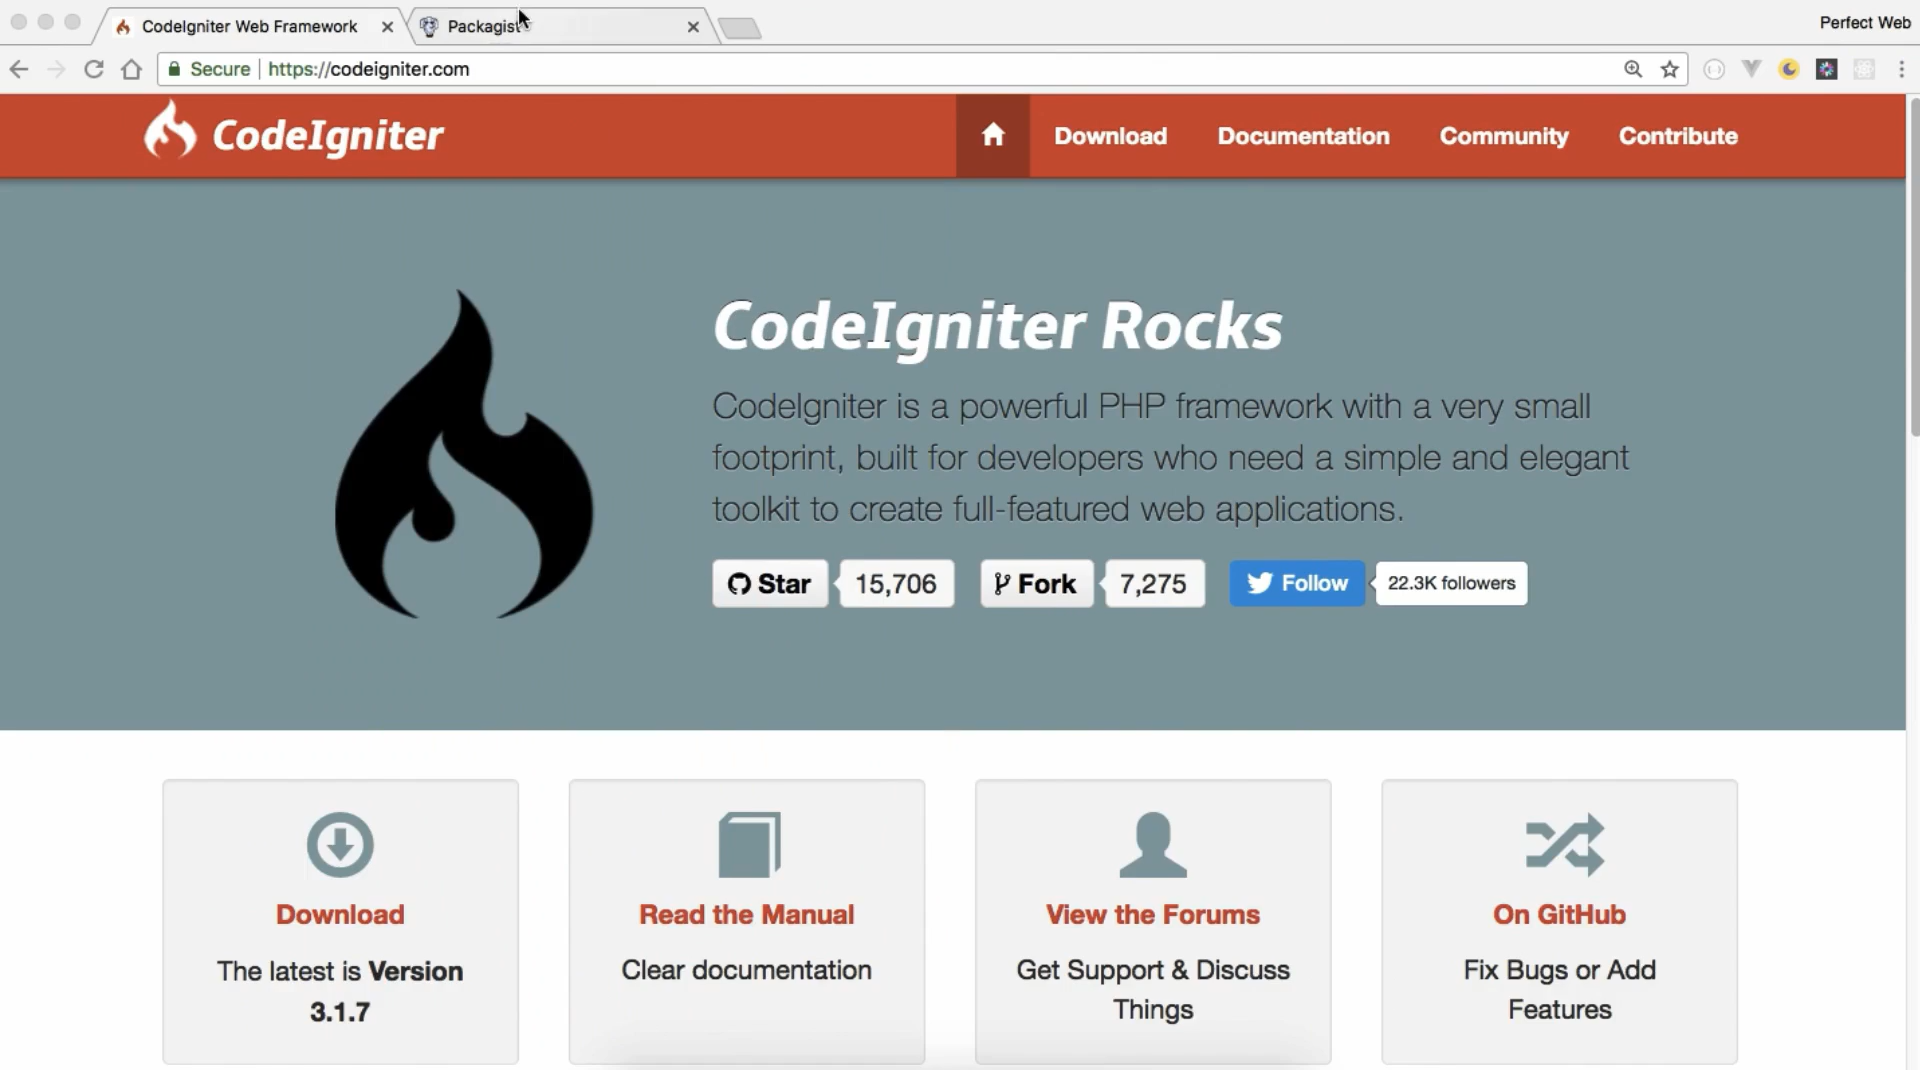 CodeIgniter Web Framework
Packagist
Perfect Web
Secure
https://codeigniter.com
CodeIgniter
Download
Documentation
Community
Contribute
CodeIgniter Rocks
CodeIgniter is a powerful PHP framework with a very small
footprint, built for developers who need a simple and elegant
toolkit to create full-featured web applications.
Star
15,706
Fork
7,275
Follow
22.3K followers
Download
The latest is Version
3.1.7
Read the Manual
Clear documentation
View the Forums
Get Support & Discuss
Things
On GitHub
Fix Bugs or Add
Features